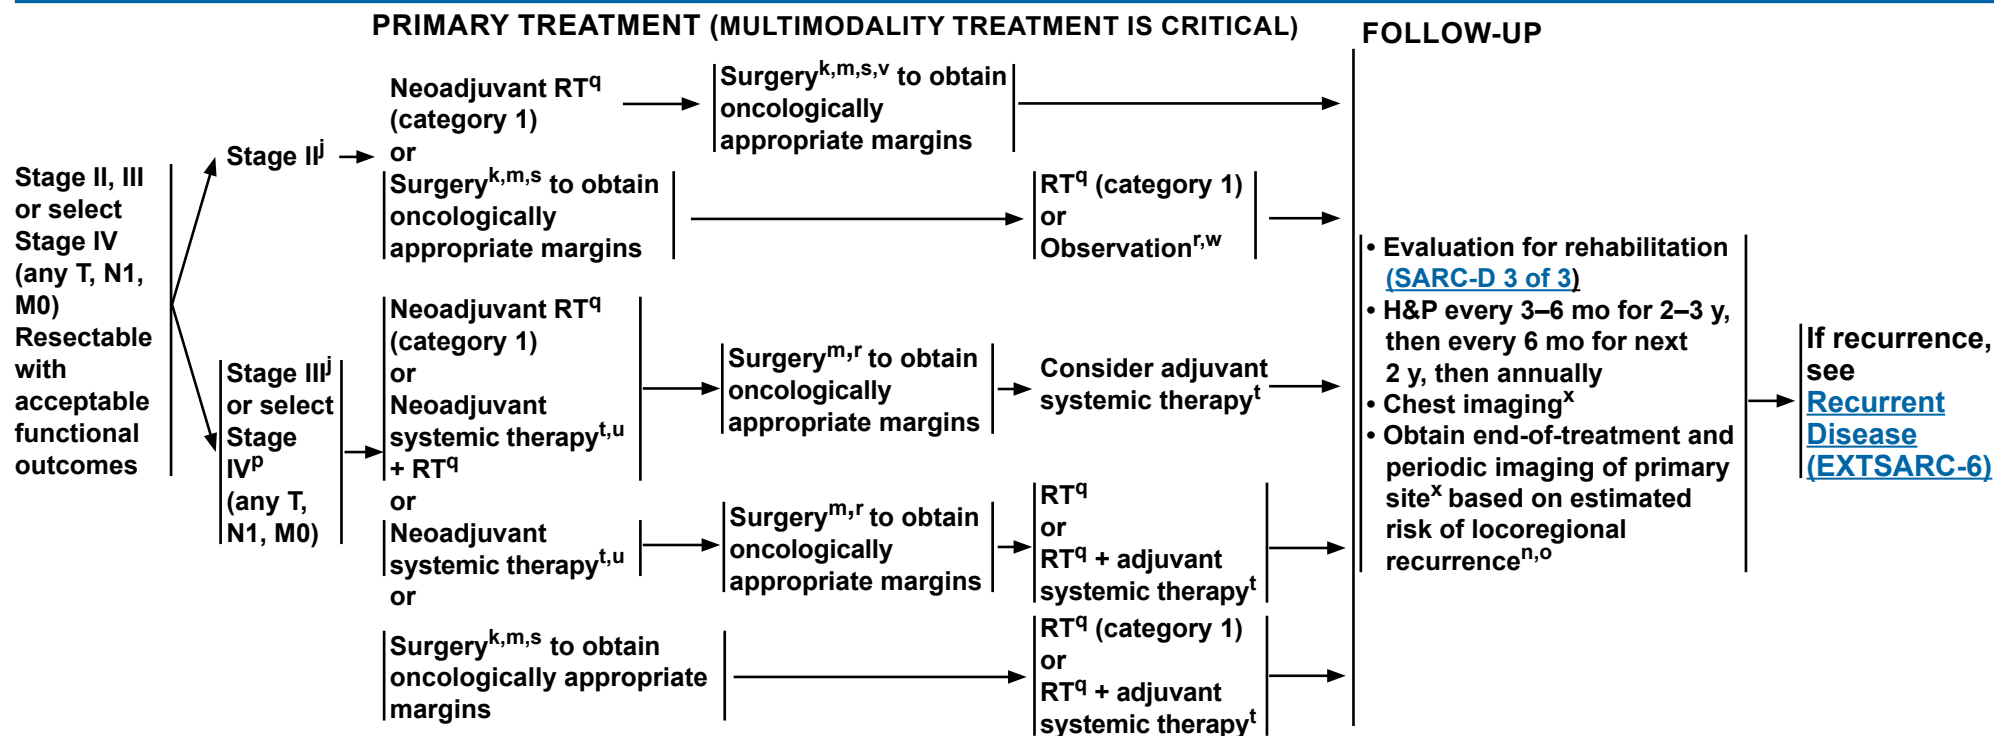 PRIMARY TREATMENT (MULTIMODALITY TREATMENT IS CRITICAL)
FOLLOW-UP
Stage II, III
or select
Stage IV
(any T, N1,
M0)
Resectable
with
acceptable
functional
outcomes
Stage IIj
Neoadjuvant RTq
(category 1)
or
Surgeryk,m,s to obtain
oncologically
appropriate margins
Surgeryk,m,s,v to obtain
oncologically
appropriate margins
RTq (category 1)
or
Observationr,w
Stage IIIj
or select
Stage
IVp
(any T,
N1, M0)
Neoadjuvant RTq
(category 1)
or
Neoadjuvant
systemic therapyt,u
+ RTq
or
Neoadjuvant
systemic therapyt,u
or
Surgeryk,m,s to obtain
oncologically appropriate
margins
Surgerym,r to obtain
oncologically
appropriate margins
Consider adjuvant
systemic therapyt
Surgerym,r to obtain
oncologically
appropriate margins
RTq
or
RTq + adjuvant
systemic therapyt
RTq (category 1)
or
RTq + adjuvant
systemic therapyt
• Evaluation for rehabilitation
(SARC-D 3 of 3)
• H&P every 3–6 mo for 2–3 y,
then every 6 mo for next
2 y, then annually
• Chest imagingx
• Obtain end-of-treatment and
periodic imaging of primary
sitex based on estimated
risk of locoregional
recurrencen,o
If recurrence,
see
Recurrent
Disease
(EXTSARC-6)